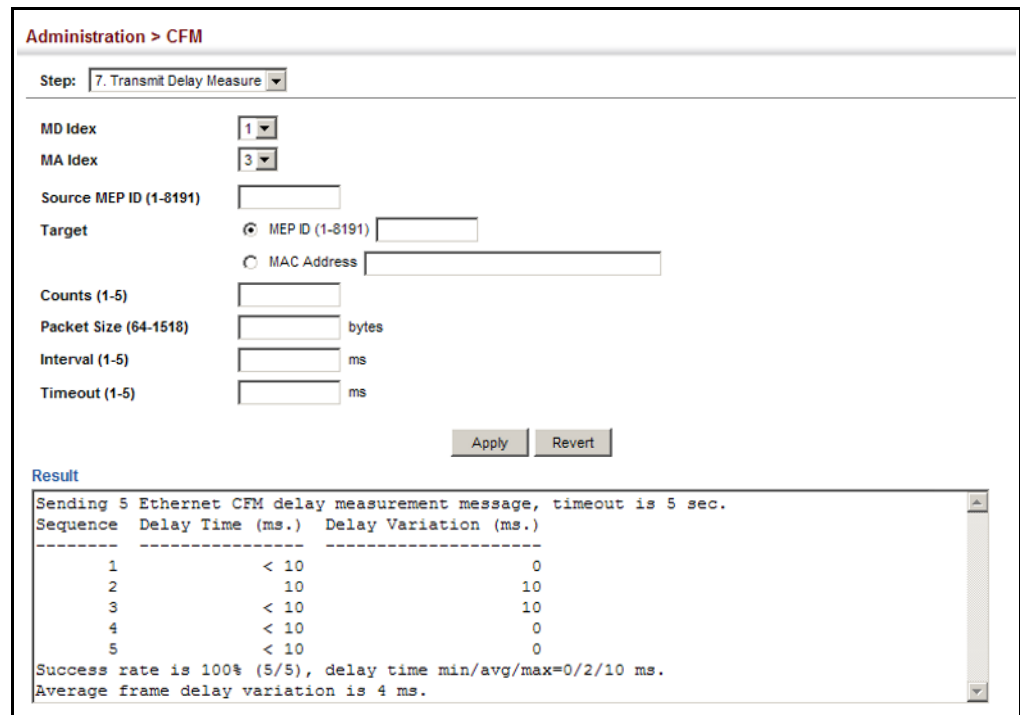 Administration > CFM
Step: 7. Transmit Delay Measure
MD Idex 1
MA Idex 3
Source MEP ID (1-8191)
Target MEP ID (1-8191)
MAC Address
Counts (1-5)
Packet Size (64-1518) bytes
Interval (1-5) ms
Timeout (1-5) ms
Apply Revert
Result
Sending 5 Ethernet CFM delay measurement message, timeout is 5 sec.
Sequence Delay Time (ms.) Delay Variation (ms.)
-------- ---------------- ---------------------
1 < 10 0
2 10 10
3 < 10 10
4 < 10 0
5 < 10 0
Success rate is 100% (5/5), delay time min/avg/max=0/2/10 ms.
Average frame delay variation is 4 ms.